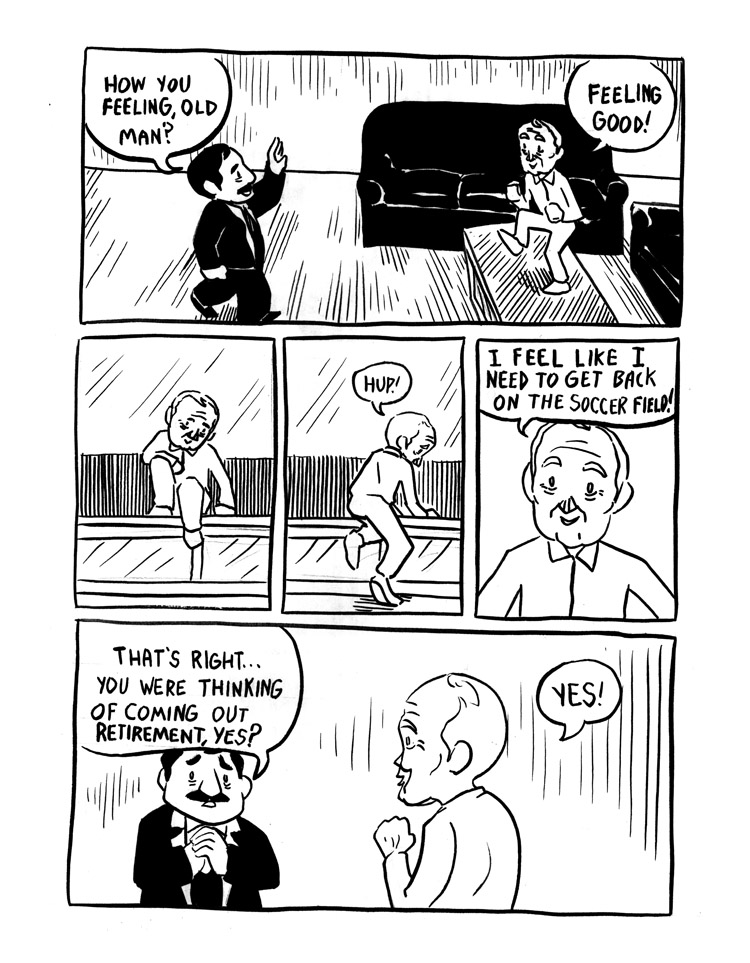 HOW YOU
FEELING, OLD
MAN?
FEELING
GOOD!
HUP!
I FEEL LIKE I
NEED TO GET BACK
ON THE SOCCER FIELD!
THAT'S RIGHT...
YOU WERE THINKING
OF COMING OUT
RETIREMENT, YES?
YES!